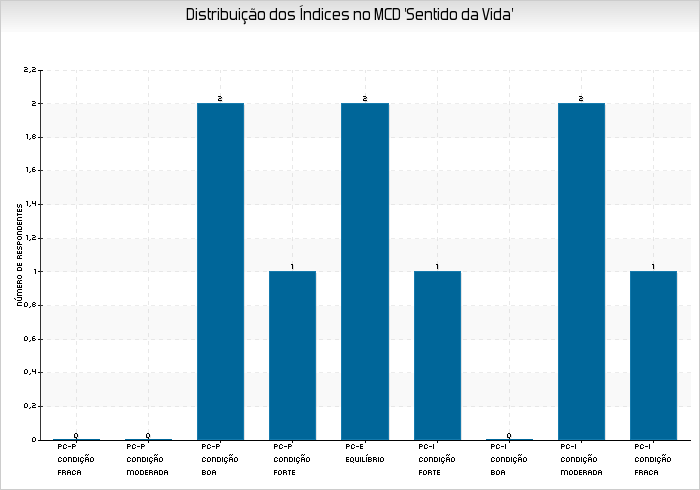 Distribuição dos Índices no MCD 'Sentido da Vida'
NÚMERO DE RESPONDENTES
2,2
2
1,8
1,6
1,4
1,2
1
0,8
0,6
0,4
0,2
0
0
0
2
1
2
1
0
2
1
PC-P
CONDIÇÃO
FRACA
PC-P
CONDIÇÃO
MODERADA
PC-P
CONDIÇÃO
BOA
PC-P
CONDIÇÃO
FORTE
PC-E
EQUILÍBRIO
PC-I
CONDIÇÃO
FORTE
PC-I
CONDIÇÃO
BOA
PC-I
CONDIÇÃO
MODERADA
PC-I
CONDIÇÃO
FRACA